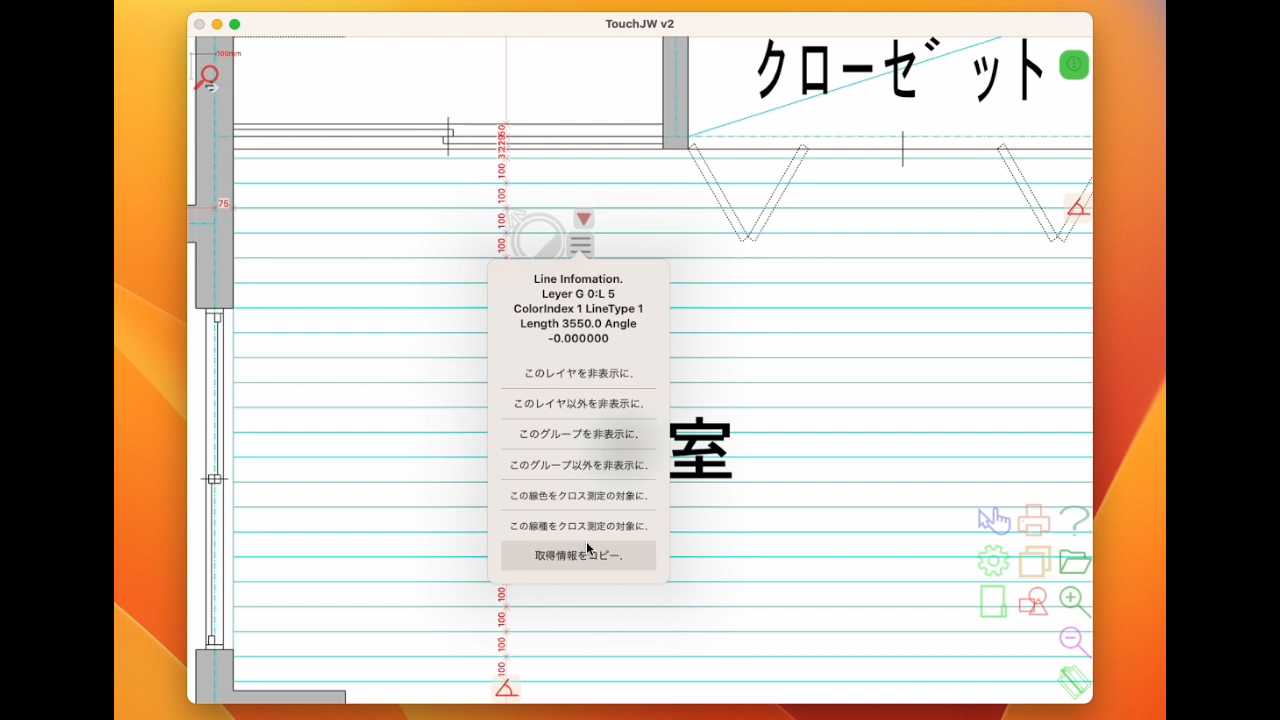 TouchJW v2
100mm
クローゼット
75
100
100
100
100
Line Infomation.
Leyer G 0:L 5
ColorIndex 1 LineType 1
Length 3550.0 Angle
-0.000000
このレイヤを非表示に.
このレイヤ以外を非表示に.
このグループを非表示に.
このグループ以外を非表示に.
この線色をクロス測定の対象に.
この線種をクロス測定の対象に.
取得情報をコピー.
室
100
100
100
100